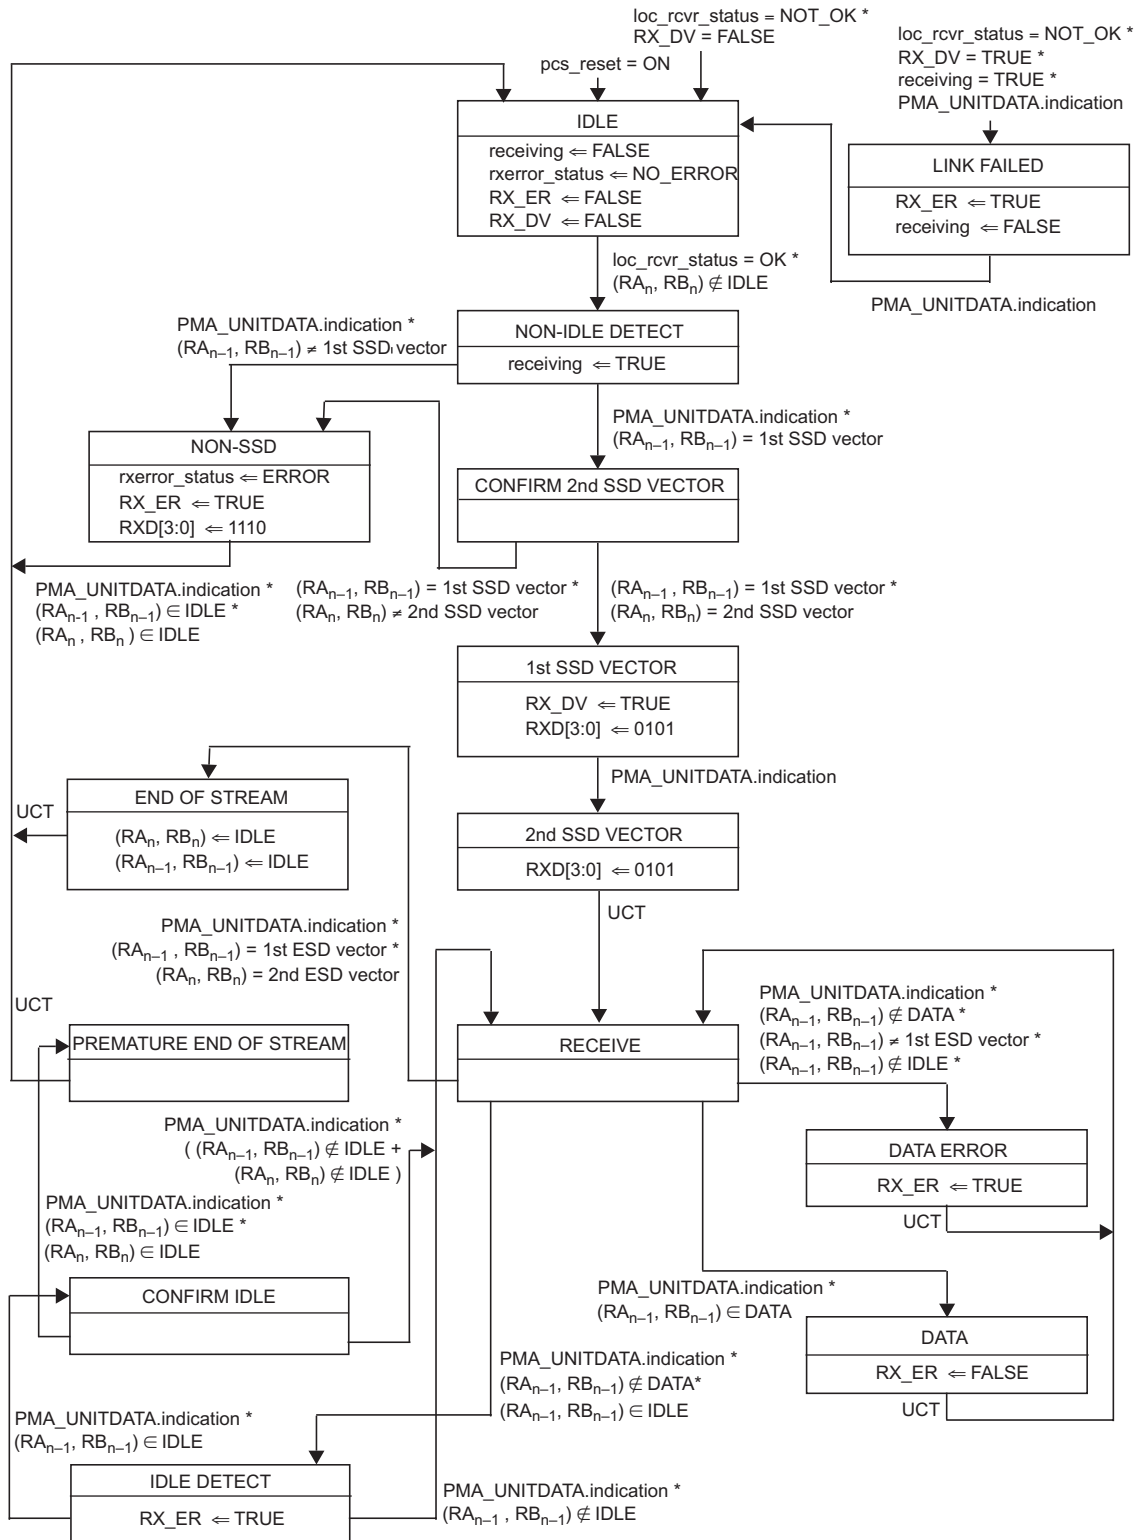 loc_rcvr_status = NOT_OK *
RX_DV = FALSE
pcs_reset = ON
loc_rcvr_status = NOT_OK *
RX_DV = TRUE *
receiving = TRUE *
PMA_UNITDATA.indication
IDLE
receiving ⇐ FALSE
rxerror_status ⇐ NO_ERROR
RX_ER ⇐ FALSE
RX_DV ⇐ FALSE
LINK FAILED
RX_ER ⇐ TRUE
receiving ⇐ FALSE
PMA_UNITDATA.indication
loc_rcvr_status = OK *
(RAn, RBn) ∉ IDLE
NON-IDLE DETECT
receiving ⇐ TRUE
PMA_UNITDATA.indication *
(RAn–1, RBn–1) ≠ 1st SSD vector
PMA_UNITDATA.indication *
(RAn–1, RBn–1) = 1st SSD vector
NON-SSD
rxerror_status ⇐ ERROR
RX_ER ⇐ TRUE
RXD[3:0] ⇐ 1110
CONFIRM 2nd SSD VECTOR
PMA_UNITDATA.indication *
(RAn-1 , RBn–1) ∈ IDLE *
(RAn , RBn ) ∈ IDLE
(RAn–1, RBn–1) = 1st SSD vector *
(RAn, RBn) ≠ 2nd SSD vector
(RAn–1 , RBn–1) = 1st SSD vector *
(RAn, RBn) = 2nd SSD vector
1st SSD VECTOR
RX_DV ⇐ TRUE
RXD[3:0] ⇐ 0101
PMA_UNITDATA.indication
END OF STREAM
(RAn, RBn) ⇐ IDLE
(RAn–1, RBn–1) ⇐ IDLE
UCT
2nd SSD VECTOR
RXD[3:0] ⇐ 0101
UCT
PMA_UNITDATA.indication *
(RAn–1 , RBn–1) = 1st ESD vector *
(RAn, RBn) = 2nd ESD vector
UCT
PREMATURE END OF STREAM
RECEIVE
PMA_UNITDATA.indication *
(RAn–1, RBn–1) ∉ DATA *
(RAn–1, RBn–1) ≠ 1st ESD vector *
(RAn–1, RBn–1) ∉ IDLE *
PMA_UNITDATA.indication *
( (RAn–1, RBn–1) ∉ IDLE +
(RAn, RBn) ∉ IDLE )
DATA ERROR
RX_ER ⇐ TRUE
UCT
PMA_UNITDATA.indication *
(RAn–1, RBn–1) ∈ IDLE *
(RAn, RBn) ∈ IDLE
CONFIRM IDLE
PMA_UNITDATA.indication *
(RAn–1, RBn–1) ∈ DATA
DATA
RX_ER ⇐ FALSE
UCT
PMA_UNITDATA.indication *
(RAn–1, RBn–1) ∉ DATA*
(RAn–1, RBn–1) ∈ IDLE
PMA_UNITDATA.indication *
(RAn–1, RBn–1) ∈ IDLE
IDLE DETECT
RX_ER ⇐ TRUE
PMA_UNITDATA.indication *
(RAn–1 , RBn–1) ∉ IDLE